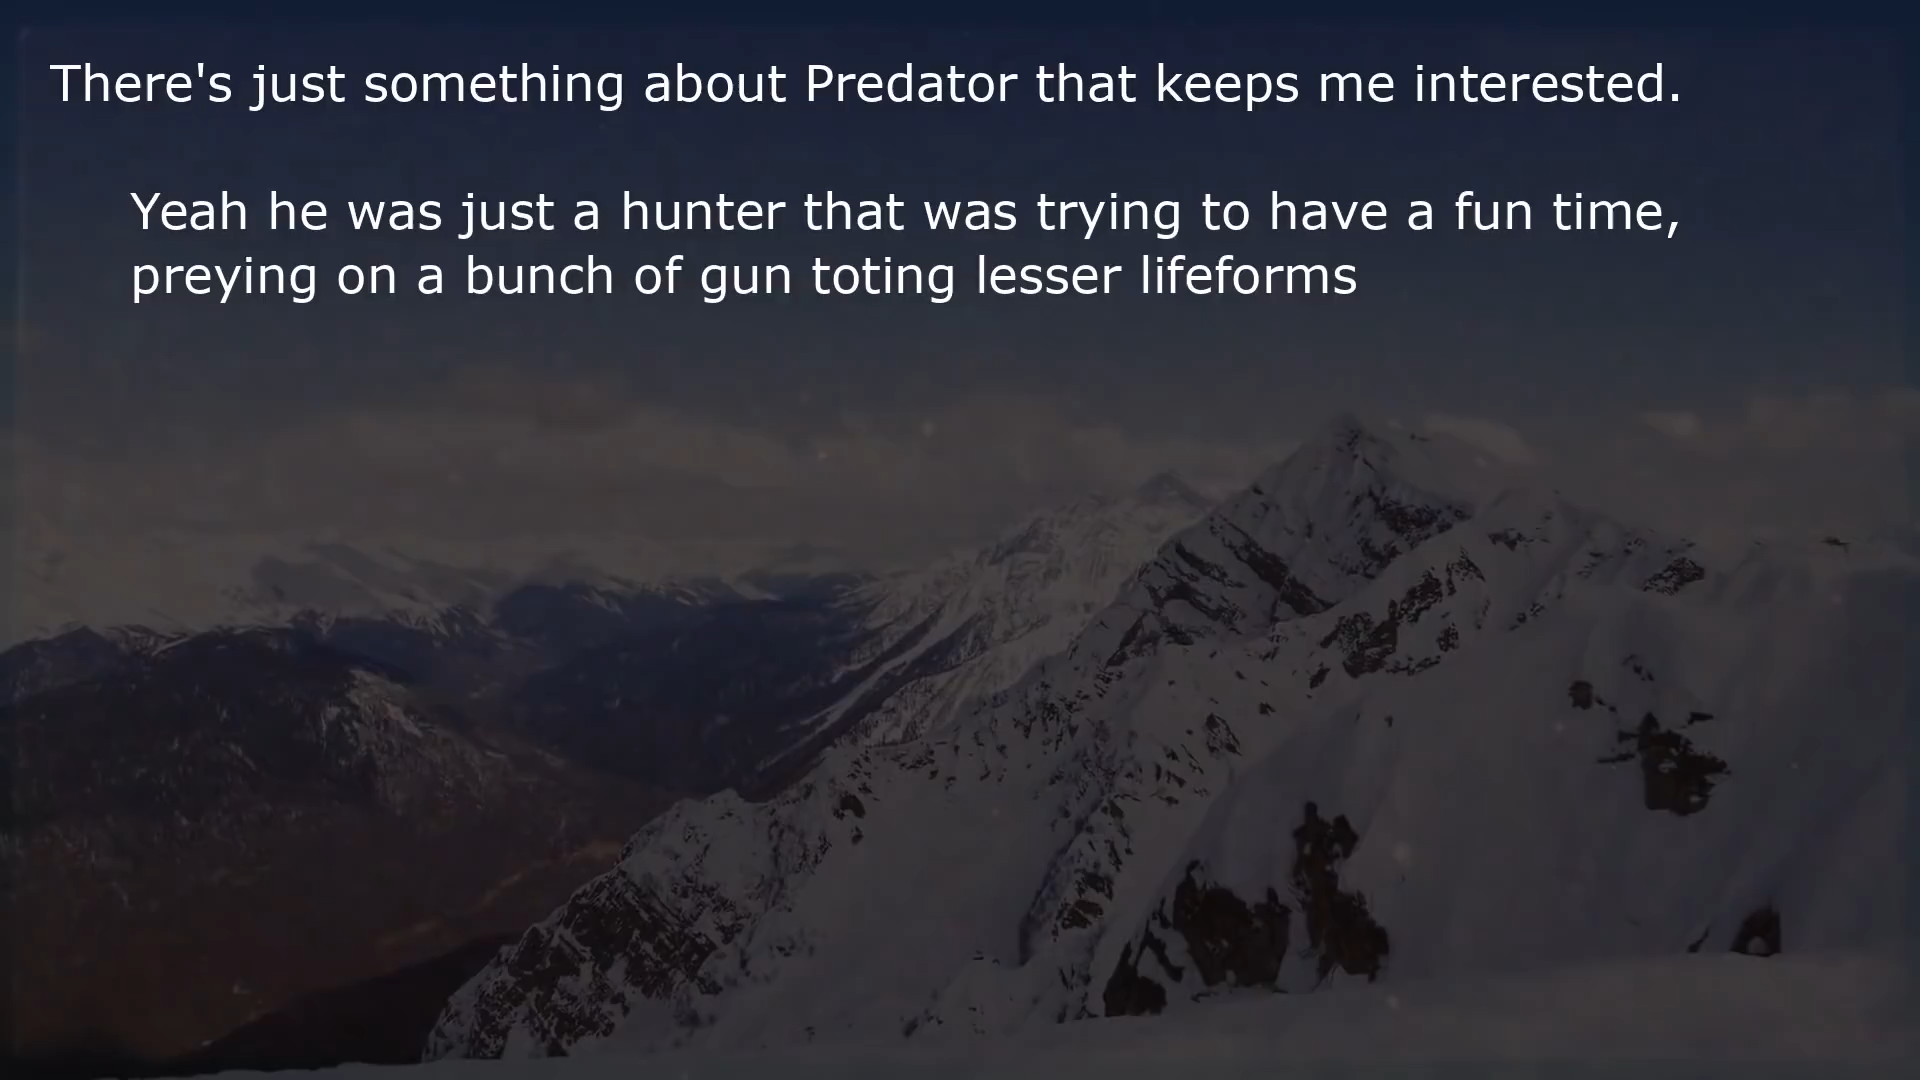 There's just something about Predator that keeps me interested.
Yeah he was just a hunter that was trying to have a fun time,
preying on a bunch of gun toting lesser lifeforms